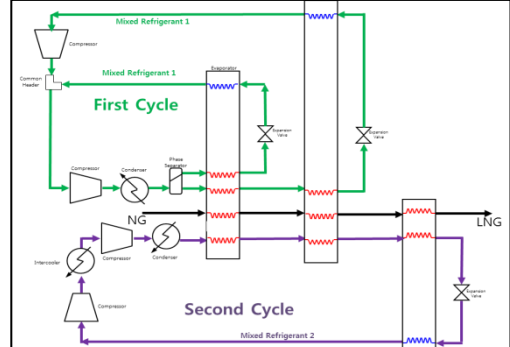 Mixed Refrigerant 1
Compressor
Mixed Refrigerant 1
Evaporator
Common
Header
First Cycle
Expansion
Valve
Expansion
Valve
Phase
Separator
Compressor
Condenser
NG
LNG
Compressor
Condenser
Intercooler
Expansion
Valve
Compressor
Second Cycle
Mixed Refrigerant 2